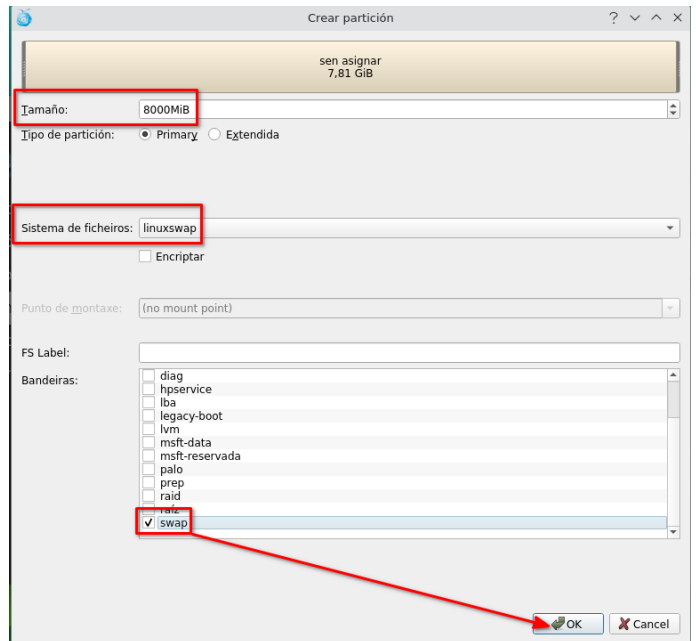 Crear partición
sen asignar
7,81 GiB
Tamaño: 8000MiB
Tipo de partición: Primary Extendida
Sistema de ficheiros: linuxswap
Encriptar
Punto de montaxe: (no mount point)
FS Label:
Bandeiras:
diag
hpservice
lba
legacy-boot
lvm
msft-data
msft-reservada
palo
prep
raid
raíz
swap
OK Cancel